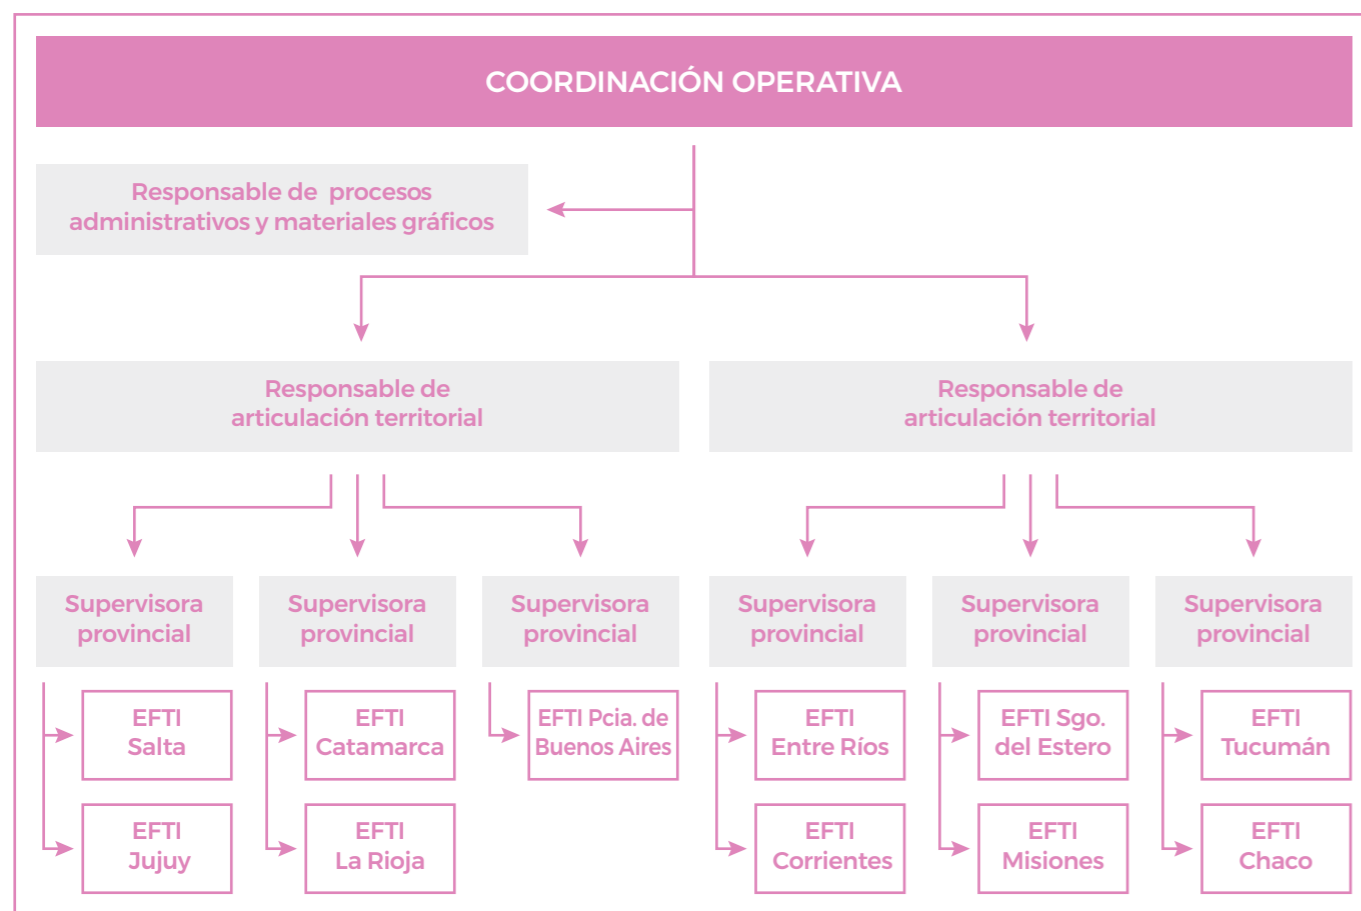 COORDINACIÓN OPERATIVA
Responsable de procesos
administrativos y materiales gráficos
Responsable de
articulación territorial
Responsable de
articulación territorial
Supervisora
provincial
Supervisora
provincial
Supervisora
provincial
Supervisora
provincial
Supervisora
provincial
Supervisora
provincial
EFTI
Salta
EFTI
Catamarca
EFTI Pcia. de
Buenos Aires
EFTI
Entre Ríos
EFTI Sgo.
del Estero
EFTI
Tucumán
EFTI
Jujuy
EFTI
La Rioja
EFTI
Corrientes
EFTI
Misiones
EFTI
Chaco